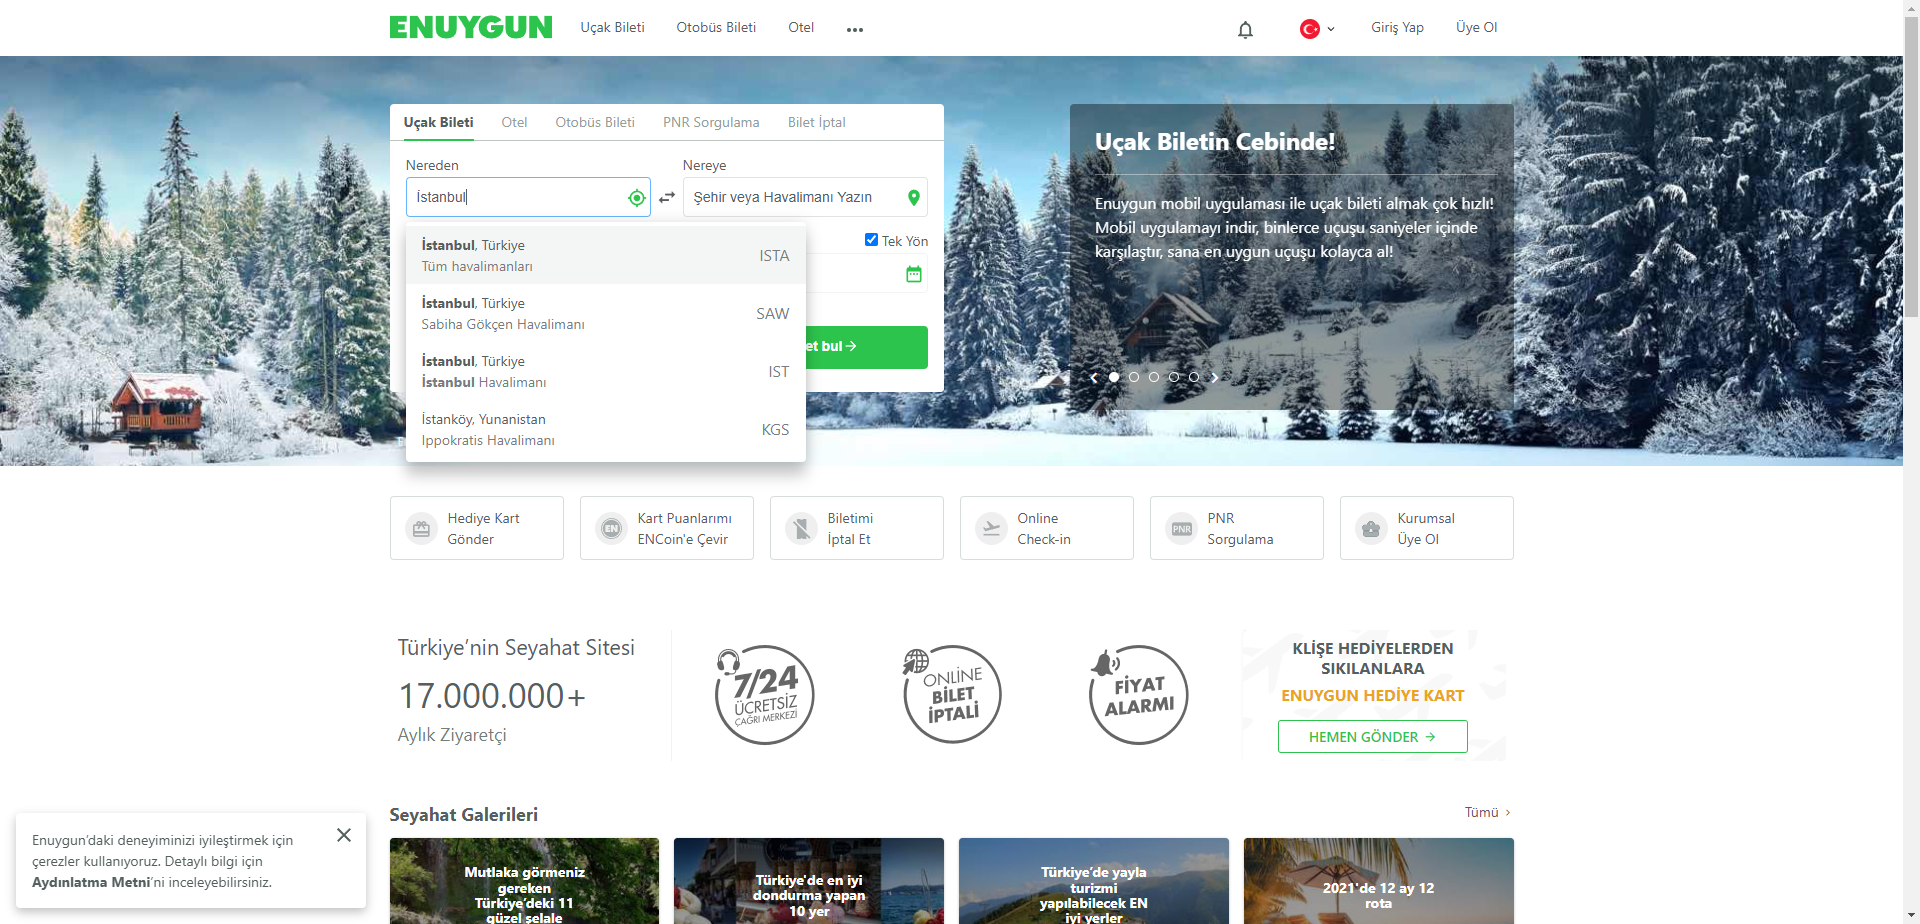 ENUYGUN
Uçak Bileti
Otobüs Bileti
Otel
Giriş Yap
Üye Ol
Uçak Bileti
Otel
Otobüs Bileti
PNR Sorgulama
Bilet İptal
Nereden
Nereye
İstanbul
Şehir veya Havalimanı Yazın
Tek Yön
İstanbul, Türkiye
Tüm havalimanları
ISTA
İstanbul, Türkiye
Sabiha Gökçen Havalimanı
SAW
İstanbul, Türkiye
İstanbul Havalimanı
IST
İstanköy, Yunanistan
Ippokratis Havalimanı
KGS
et bul
Uçak Biletin Cebinde!
Enuygun mobil uygulaması ile uçak bileti almak çok hızlı!
Mobil uygulamayı indir, binlerce uçuşu saniyeler içinde
karşılaştır, sana en uygun uçuşu kolayca al!
Hediye Kart
Gönder
EN
Kart Puanlarımı
ENCoin'e Çevir
Biletimi
İptal Et
Online
Check-in
PNR
PNR
Sorgulama
Kurumsal
Üye Ol
Türkiye’nin Seyahat Sitesi
17.000.000+
Aylık Ziyaretçi
7/24
ÜCRETSİZ
ÇAĞRI MERKEZİ
ONLİNE
BİLET
İPTALİ
FİYAT
ALARMI
KLİŞE HEDİYELERDEN
SIKILANLARA
ENUYGUN HEDİYE KART
HEMEN GÖNDER
Seyahat Galerileri
Tümü
Mutlaka görmeniz
gereken
Türkiye’deki 11
güzel şelale
Türkiye'de en iyi
dondurma yapan
10 yer
Türkiye’de yayla
turizmi
yapılabilecek EN
iyi yerler
2021'de 12 ay 12
rota
Enuygun’daki deneyiminizi iyileştirmek için
çerezler kullanıyoruz. Detaylı bilgi için
Aydınlatma Metni’ni inceleyebilirsiniz.